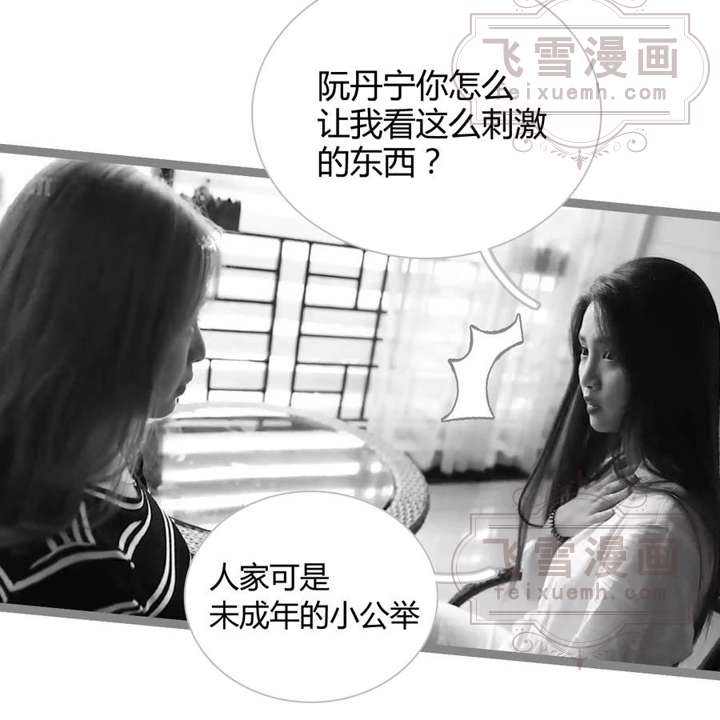 飞雪漫画
feixuemh.com
阮丹宁你怎么
让我看这么刺激
的东西？
人家可是
未成年的小公举
飞雪漫画
feixuemh.com